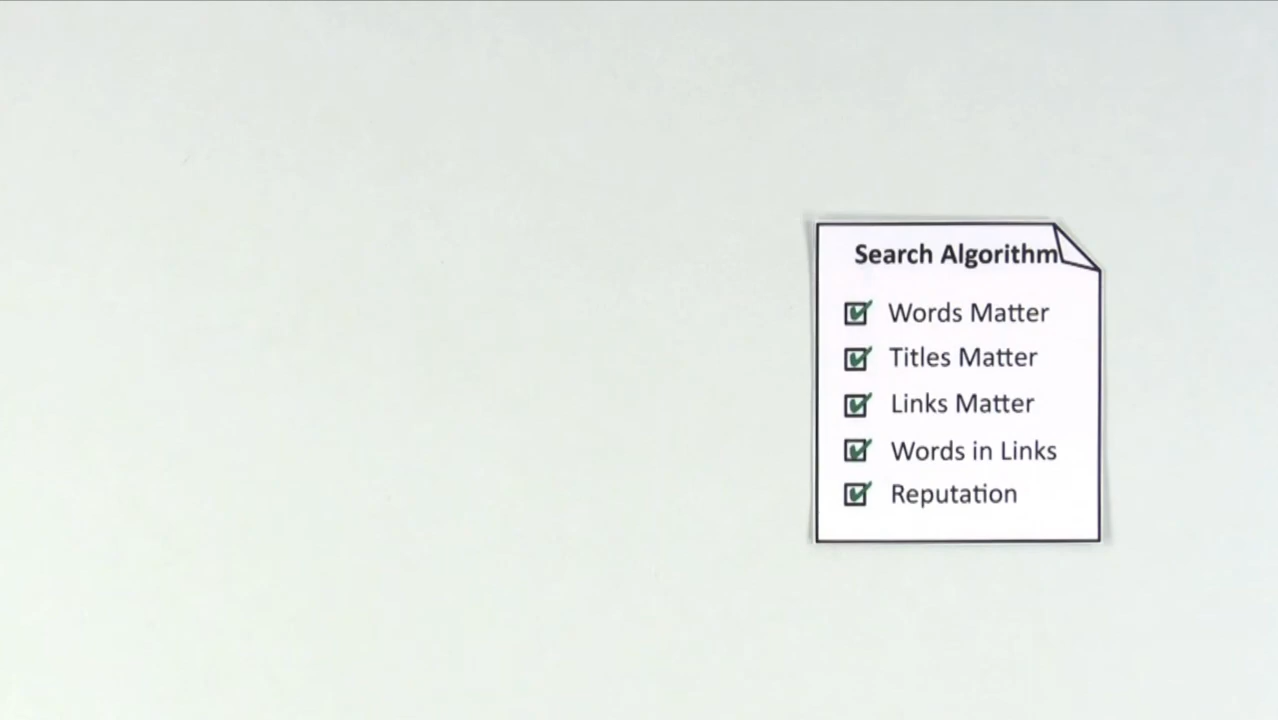 Search Algorithm
Words Matter
Titles Matter
Links Matter
Words in Links
Reputation